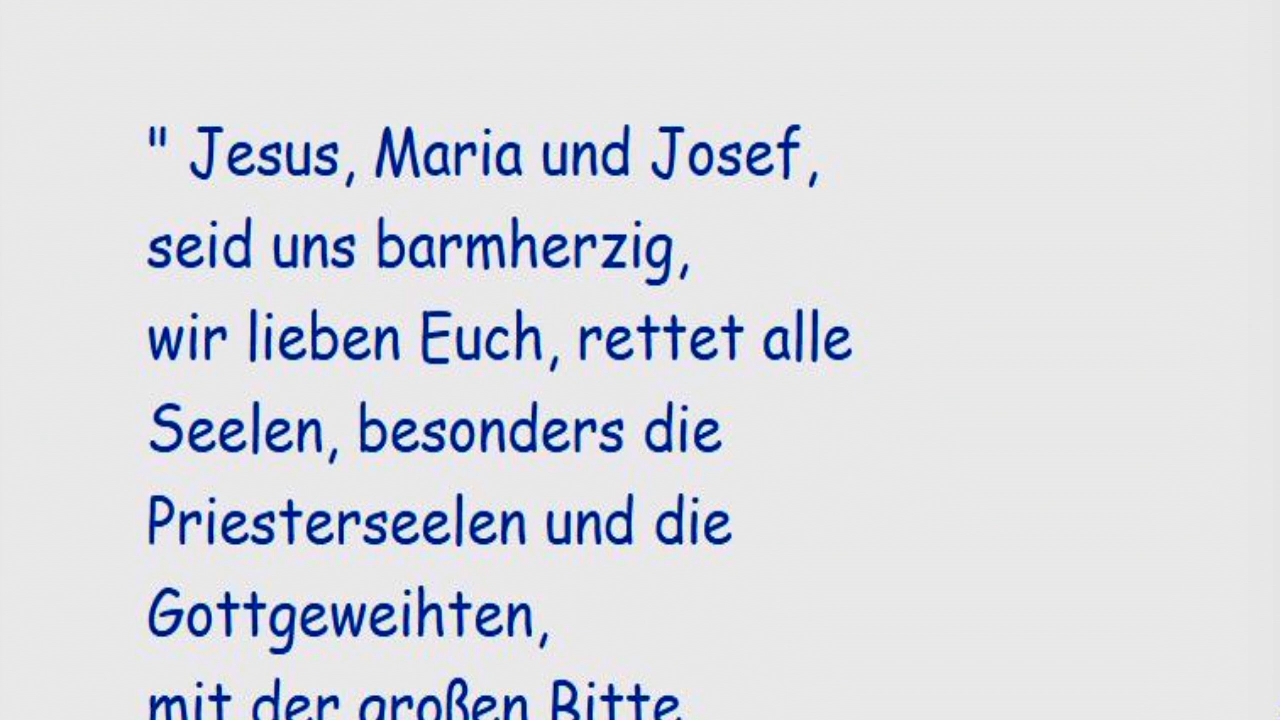 " Jesus, Maria und Josef,
seid uns barmherzig,
wir lieben Euch, rettet alle
Seelen, besonders die
Priesterseelen und die
Gottgeweihten,
mit der großen Bitte